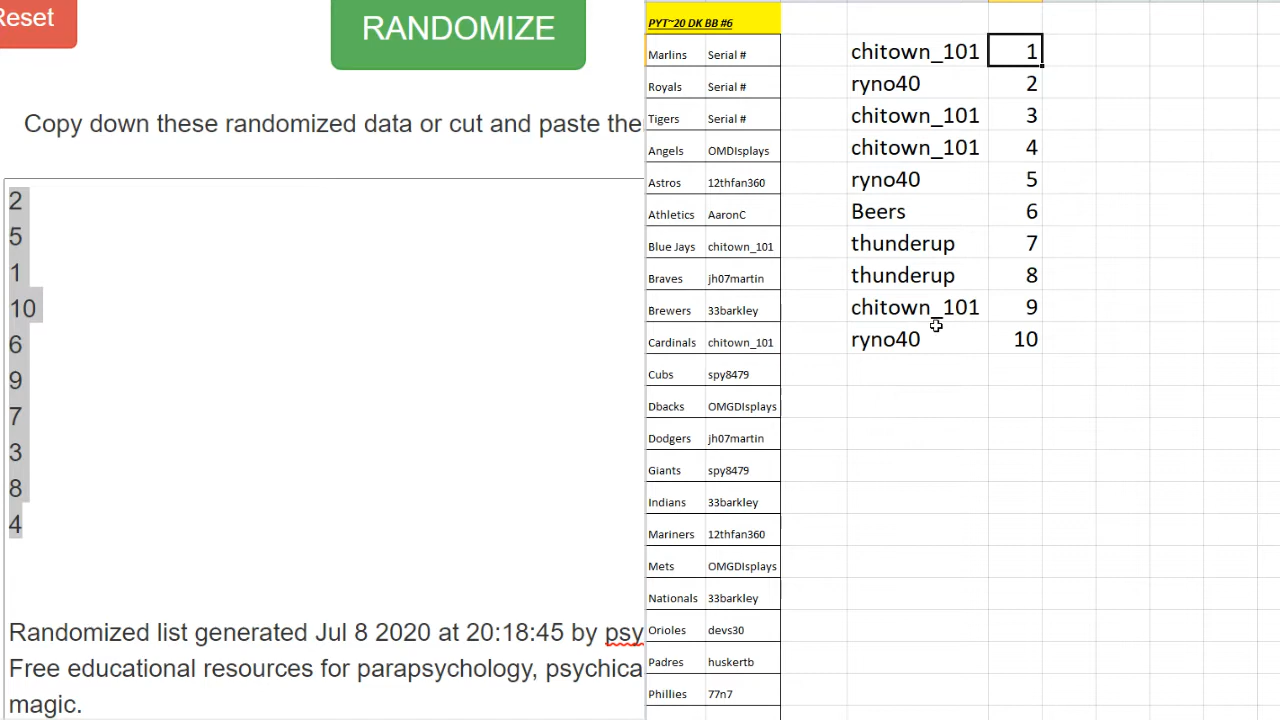 Reset
RANDOMIZE
Copy down these randomized data or cut and paste the
2
5
1
10
6
9
7
3
8
4
Randomized list generated Jul 8 2020 at 20:18:45 by psy
Free educational resources for parapsychology, psychica
magic.
PYT~20 DK BB #6
Marlins Serial #
Royals Serial #
Tigers Serial #
Angels OMDIsplays
Astros 12thfan360
Athletics AaronC
Blue Jays chitown_101
Braves jh07martin
Brewers 33barkley
Cardinals chitown_101
Cubs spy8479
Dbacks OMGDIsplays
Dodgers jh07martin
Giants spy8479
Indians 33barkley
Mariners 12thfan360
Mets OMGDIsplays
Nationals 33barkley
Orioles devs30
Padres huskertb
Phillies 77n7
chitown_101 1
ryno40 2
chitown_101 3
chitown_101 4
ryno40 5
Beers 6
thunderup 7
thunderup 8
chitown_101 9
ryno40 10